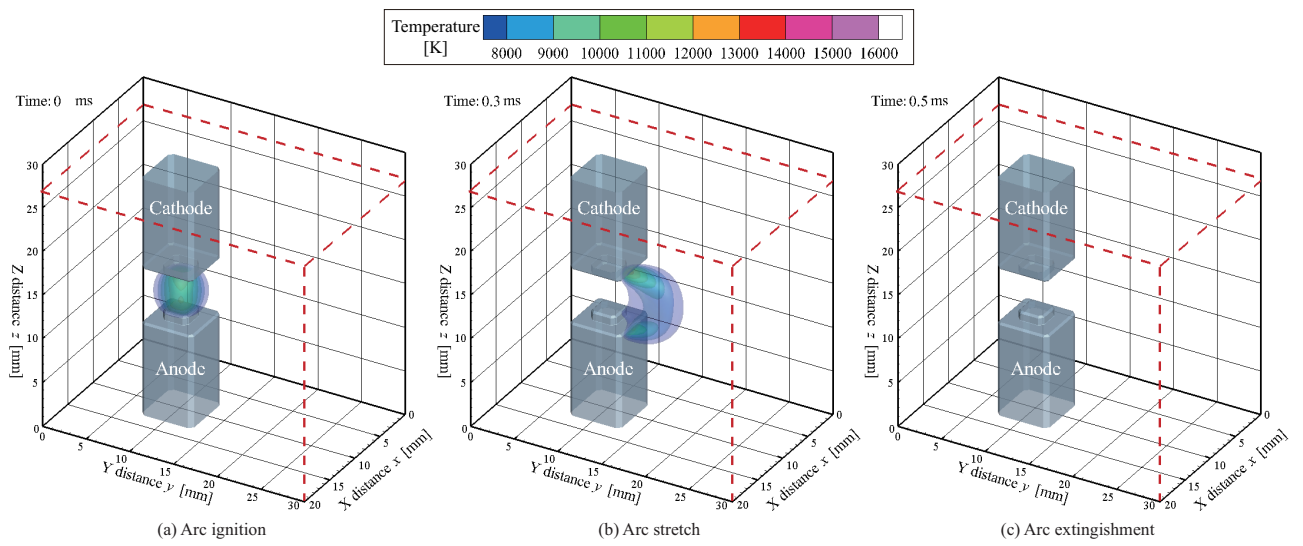 Temperature
[K]
8000 9000 10000 11000 12000 13000 14000 15000 16000
Time: 0 ms
30
25
20
15
10
5
0
Z distance z [mm]
Cathode
Anode
0
5
10
15
20
25
30
Y distance y [mm]
0
5
10
15
20
X distance x [mm]
(a) Arc ignition
Time: 0.3 ms
30
25
20
15
10
5
0
Z distance z [mm]
Cathode
Anode
0
5
10
15
20
25
30
Y distance y [mm]
0
5
10
15
20
X distance x [mm]
(b) Arc stretch
Time: 0.5 ms
30
25
20
15
10
5
0
Z distance z [mm]
Cathode
Anode
0
5
10
15
20
25
30
Y distance y [mm]
0
5
10
15
20
X distance x [mm]
(c) Arc extingishment